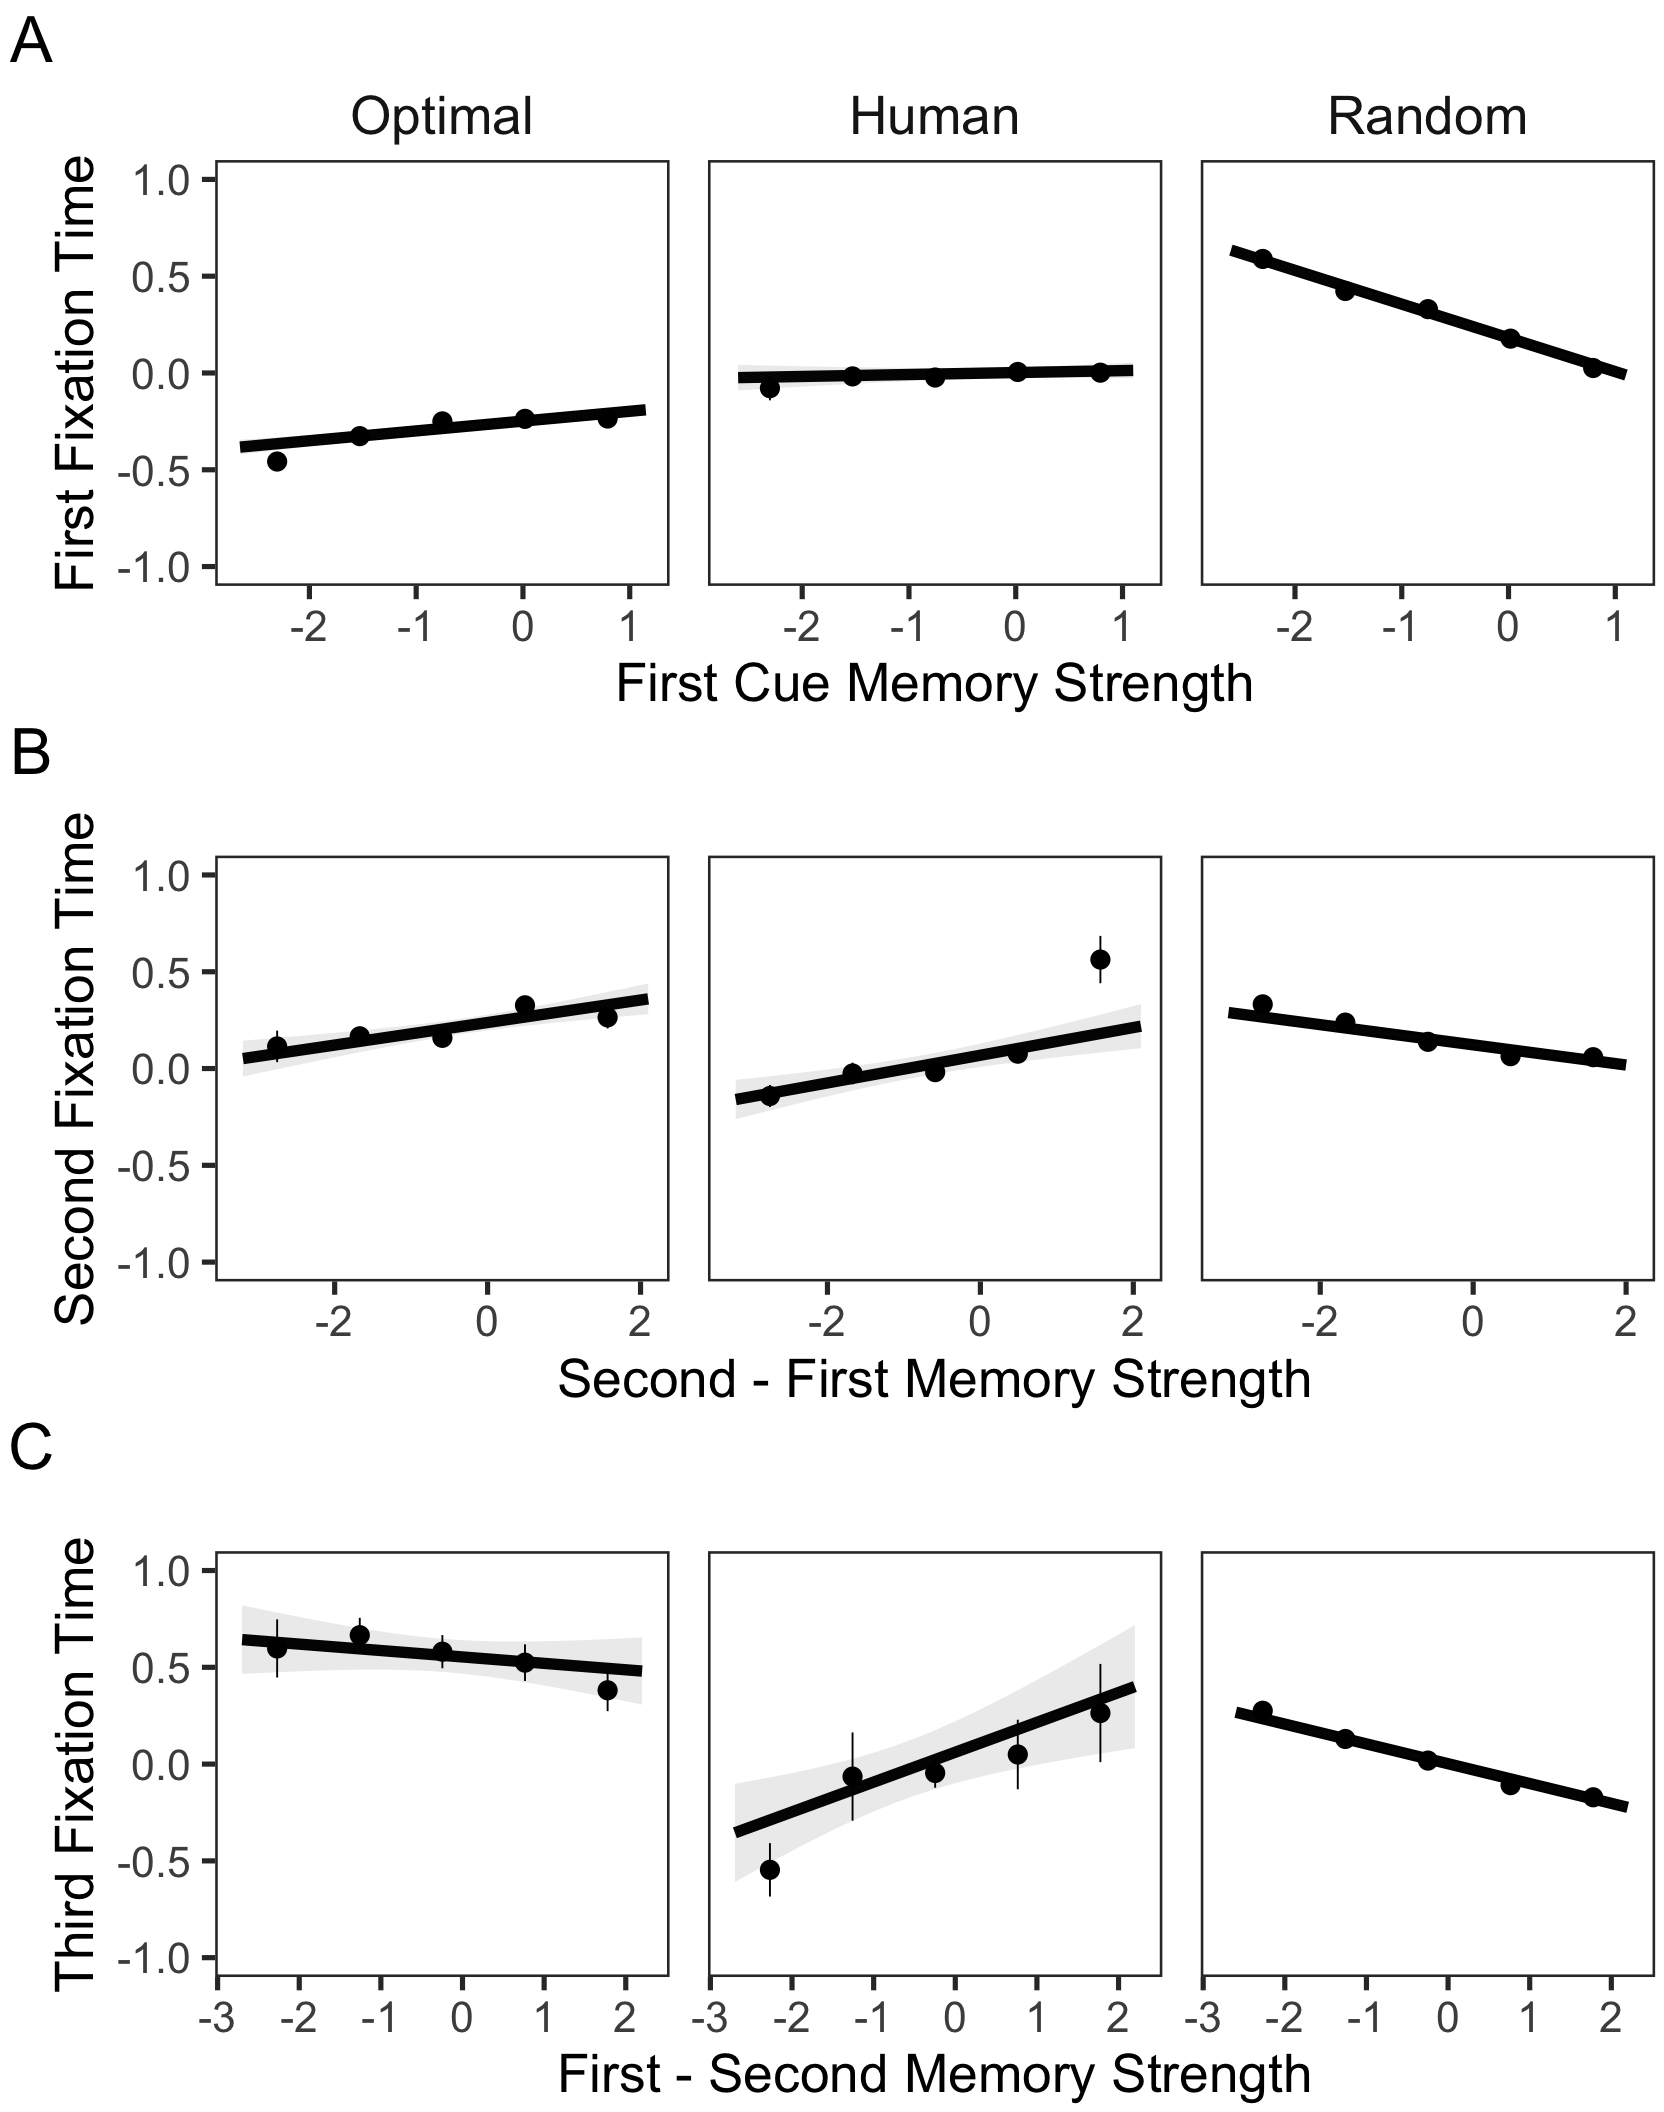 A
Optimal Human Random
First Fixation Time
1.0
0.5
0.0
-0.5
-1.0
-2 -1 0 1 -2 -1 0 1 -2 -1 0 1
First Cue Memory Strength
B
Second Fixation Time
1.0
0.5
0.0
-0.5
-1.0
-2 0 2 -2 0 2 -2 0 2
Second - First Memory Strength
C
Third Fixation Time
1.0
0.5
0.0
-0.5
-1.0
-3 -2 -1 0 1 2 -3 -2 -1 0 1 2 -3 -2 -1 0 1 2
First - Second Memory Strength